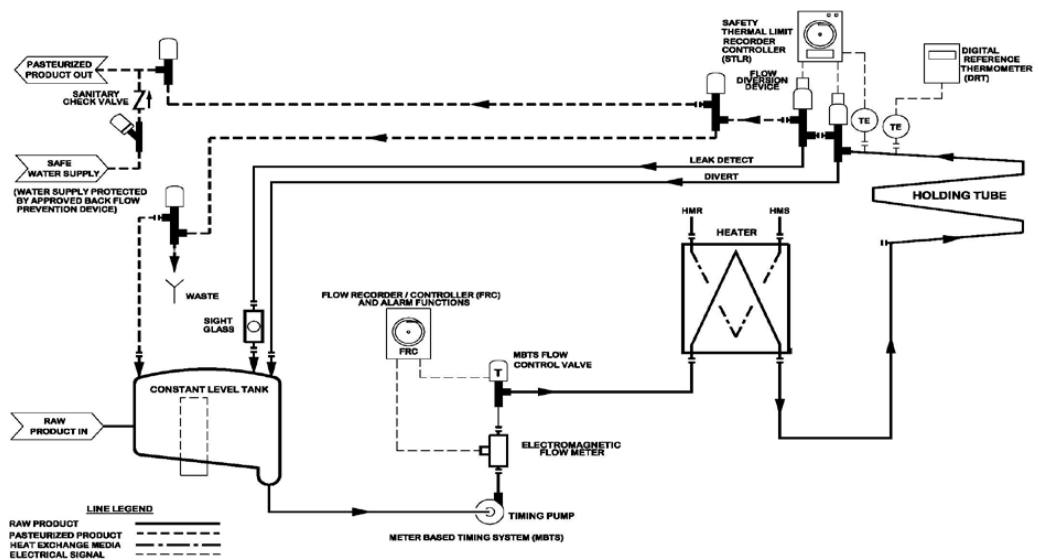 PASTEURIZED
PRODUCT OUT
SANITARY
CHECK VALVE
SAFE
WATER SUPPLY
(WATER SUPPLY PROTECTED
BY APPROVED BACK FLOW
PREVENTION DEVICE)
WASTE
SAFETY
THERMAL LIMIT
RECORDER
CONTROLLER
(STLR)
FLOW
DIVERSION
DEVICE
DIGITAL
REFERENCE
THERMOMETER
(DRT)
TE
TE
LEAK DETECT
DIVERT
HOLDING TUBE
HMR
HMS
HEATER
FLOW RECORDER / CONTROLLER (FRC)
AND ALARM FUNCTIONS
FRC
SIGHT
GLASS
MBTS FLOW
CONTROL VALVE
T
CONSTANT LEVEL TANK
RAW
PRODUCT IN
ELECTROMAGNETIC
FLOW METER
TIMING PUMP
METER BASED TIMING SYSTEM (MBTS)
LINE LEGEND
RAW PRODUCT
PASTEURIZED PRODUCT
HEAT EXCHANGE MEDIA
ELECTRICAL SIGNAL